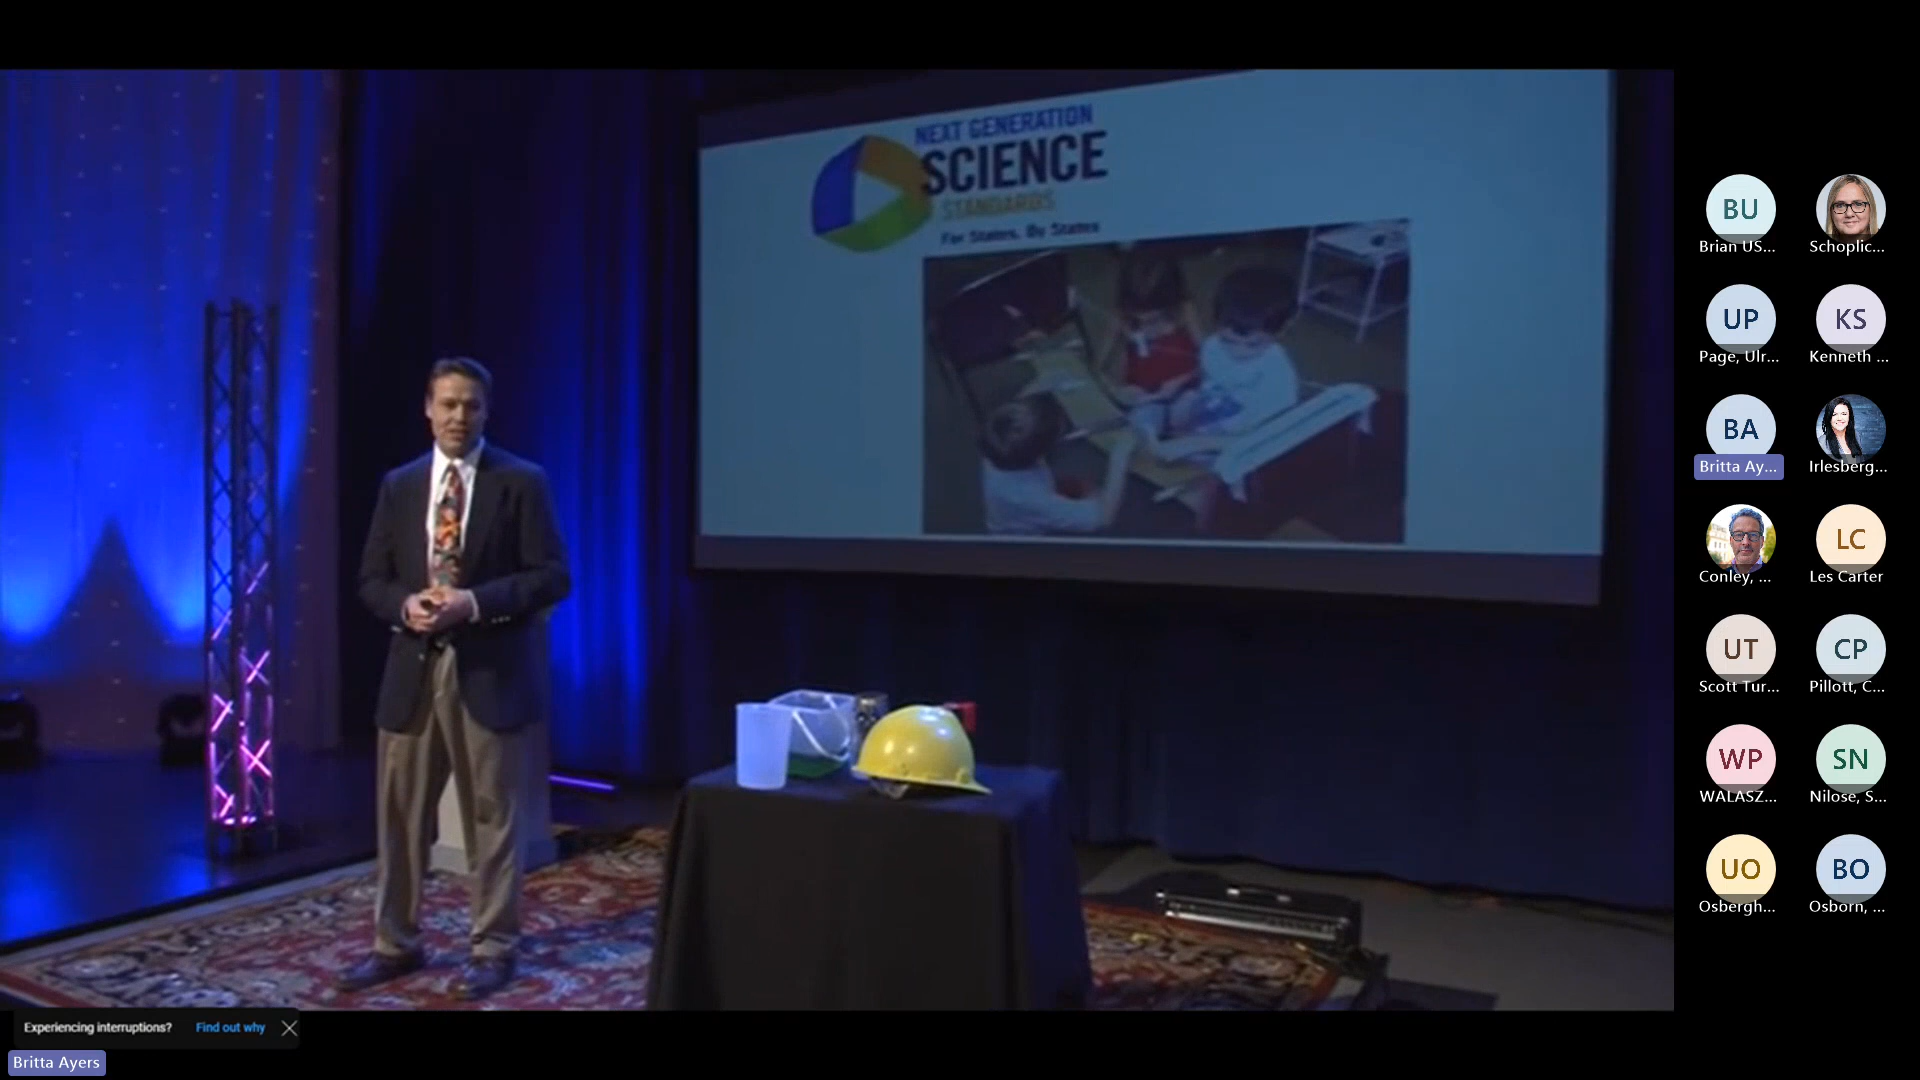 NEXT GENERATION
SCIENCE
STANDARDS
For States, By States
BU
Brian US...
Schoplic...
UP
Page, Ulr...
KS
Kenneth ...
BA
Britta Ay...
Irlesberg...
Conley, ...
LC
Les Carter
UT
Scott Tur...
CP
Pillott, C...
WP
WALASZ...
SN
Nilose, S...
UO
Osbergh...
BO
Osborn, ...
Experiencing interruptions? Find out why
Britta Ayers